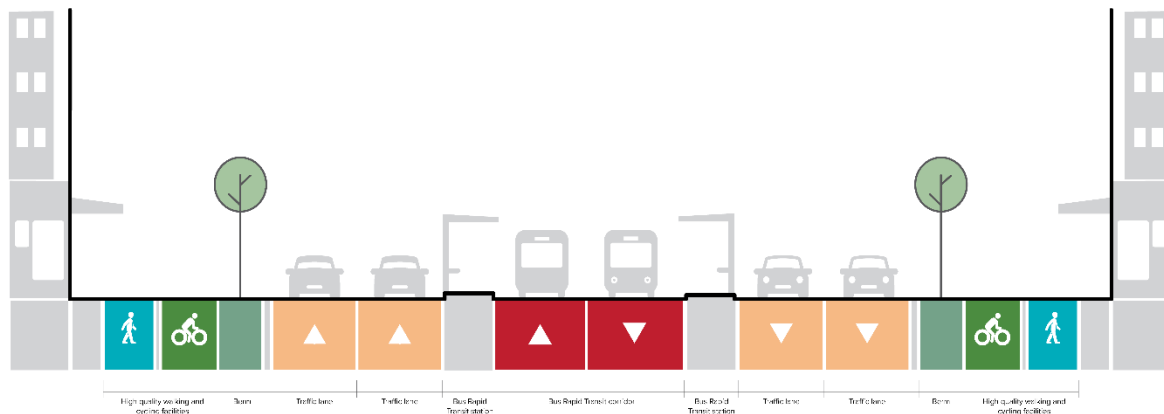 High quality walking and
cycling facilities
Berm
Traffic lane
Traffic lane
Bus Rapid
Transit station
Bus Rapid Transit corridor
Bus Rapid
Transit station
Traffic lane
Traffic lane
Berm
High quality walking and
cycling facilities